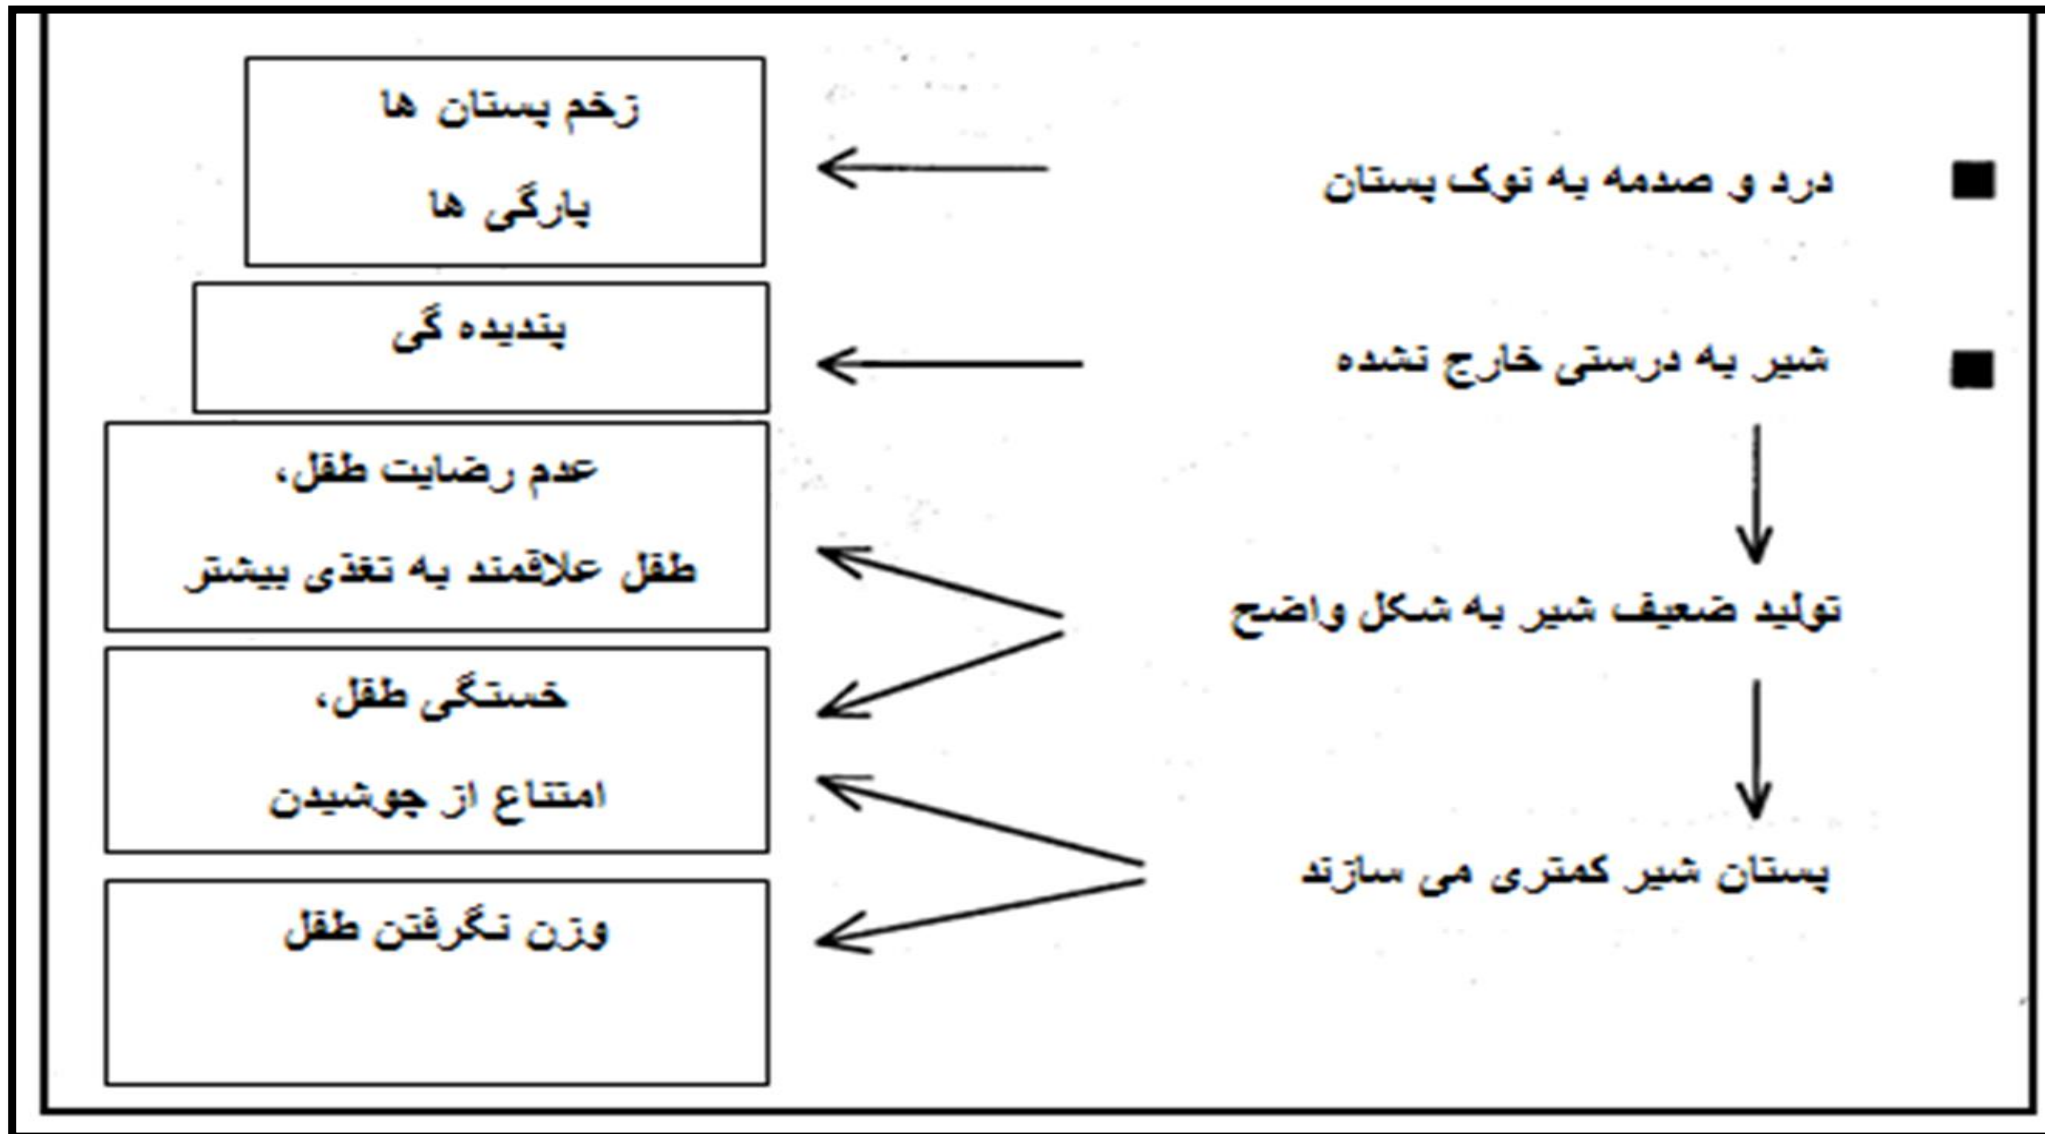 درد و صدمه به نوک پستان
زخم پستان ها
پارگی ها
شیر به درستی خارج نشده
پندیده گی
تولید ضعیف شیر به شکل واضح
عدم رضایت طفل،
طفل علاقمند به تغذی بیشتر
خستگی طفل،
امتناع از چوشیدن
پستان شیر کمتری می سازند
وزن نگرفتن طفل